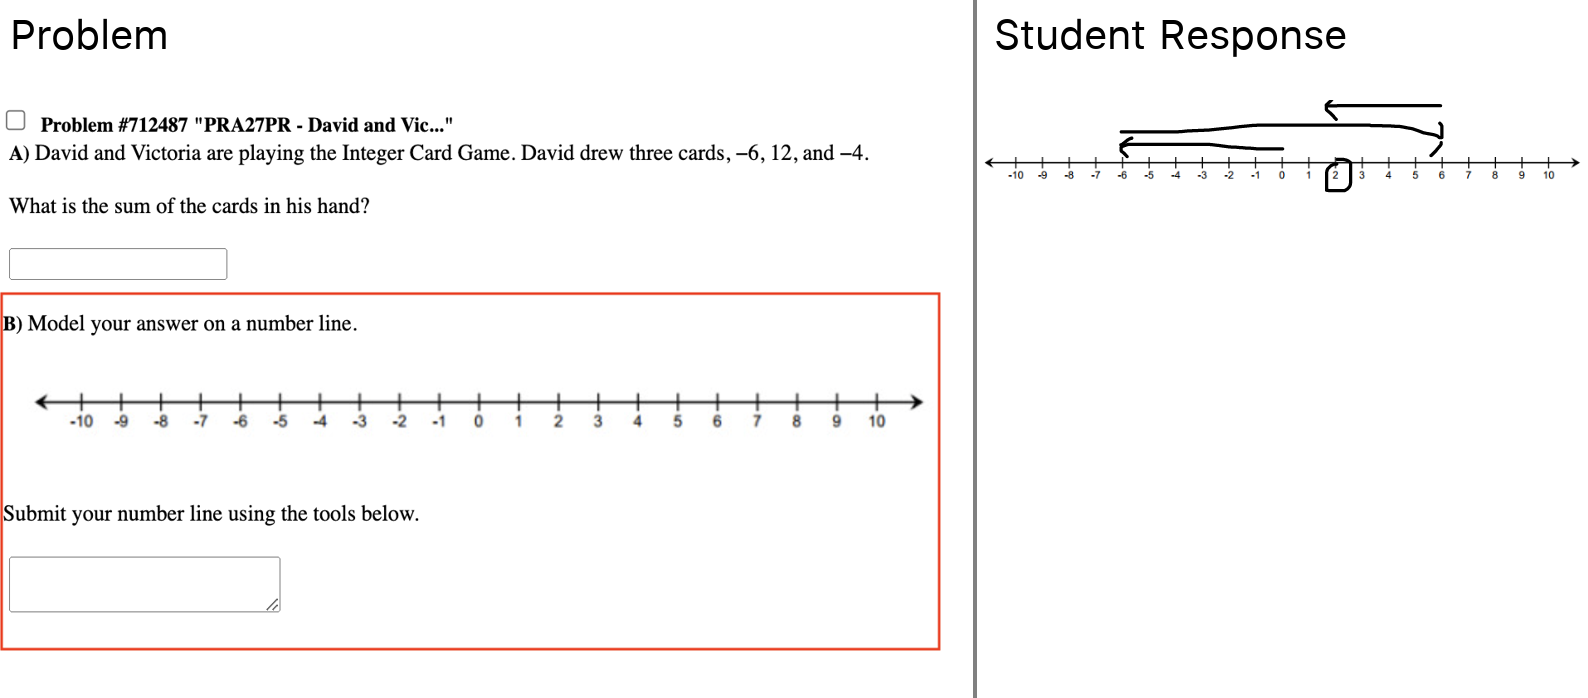 Problem
Problem #712487 "PRA27PR - David and Vic..."
A) David and Victoria are playing the Integer Card Game. David drew three cards, −6, 12, and −4.
What is the sum of the cards in his hand?
B) Model your answer on a number line.
-10 -9 -8 -7 -6 -5 -4 -3 -2 -1 0 1 2 3 4 5 6 7 8 9 10
Submit your number line using the tools below.
Student Response
-10 -9 -8 -7 -6 -5 -4 -3 -2 -1 0 1 2 3 4 5 6 7 8 9 10